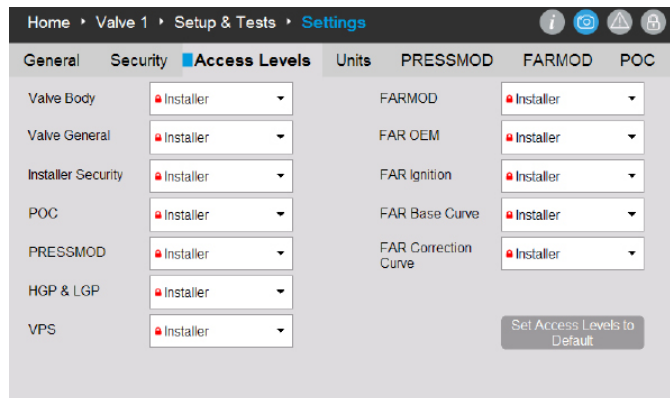 Home ‣ Valve 1 ‣ Setup & Tests ‣ Settings
General Security Access Levels Units PRESSMOD FARMOD POC
Valve Body Installer
Valve General Installer
Installer Security Installer
POC Installer
PRESSMOD Installer
HGP & LGP Installer
VPS Installer
FARMOD Installer
FAR OEM Installer
FAR Ignition Installer
FAR Base Curve Installer
FAR Correction
Curve
Installer
Set Access Levels to
Default